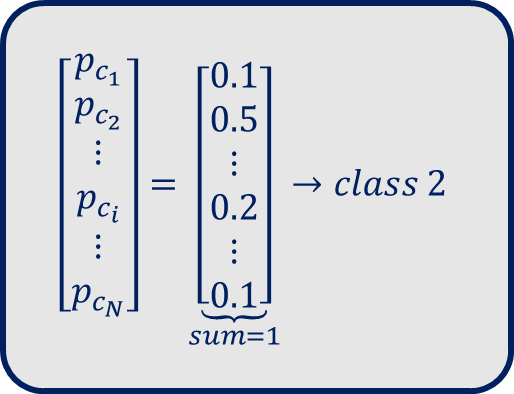 p_{c_1} 0.1
p_{c_2} 0.5
⋮ ⋮
p_{c_i} = 0.2 → class 2
⋮ ⋮
p_{c_N} 0.1
sum=1